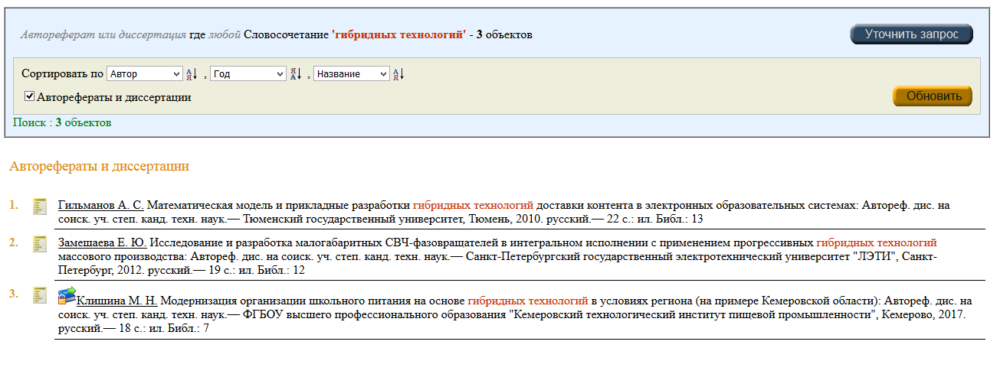 Автореферат или диссертация где любой Словосочетание 'гибридных технологий' - 3 объектов
Уточнить запрос
Сортировать по Автор АЯ , Год ЯА , Название АЯ
Авторефераты и диссертации
Обновить
Поиск : 3 объектов
Авторефераты и диссертации
1. Гильманов А. С. Математическая модель и прикладные разработки гибридных технологий доставки контента в электронных образовательных системах: Автореф. дис. на
соиск. уч. степ. канд. техн. наук.— Тюменский государственный университет, Тюмень, 2010. русский.— 22 с.: ил. Библ.: 13
2. Замешаева Е. Ю. Исследование и разработка малогабаритных СВЧ-фазовращателей в интегральном исполнении с применением прогрессивных гибридных технологий
массового производства: Автореф. дис. на соиск. уч. степ. канд. техн. наук.— Санкт-Петербургский государственный электротехнический университет "ЛЭТИ", Санкт-
Петербург, 2012. русский.— 19 с.: ил. Библ.: 12
3. Клишина М. Н. Модернизация организации школьного питания на основе гибридных технологий в условиях региона (на примере Кемеровской области): Автореф. дис. на
соиск. уч. степ. канд. техн. наук.— ФГБОУ высшего профессионального образования "Кемеровский технологический институт пищевой промышленности", Кемерово, 2017.
русский.— 18 с.: ил. Библ.: 7